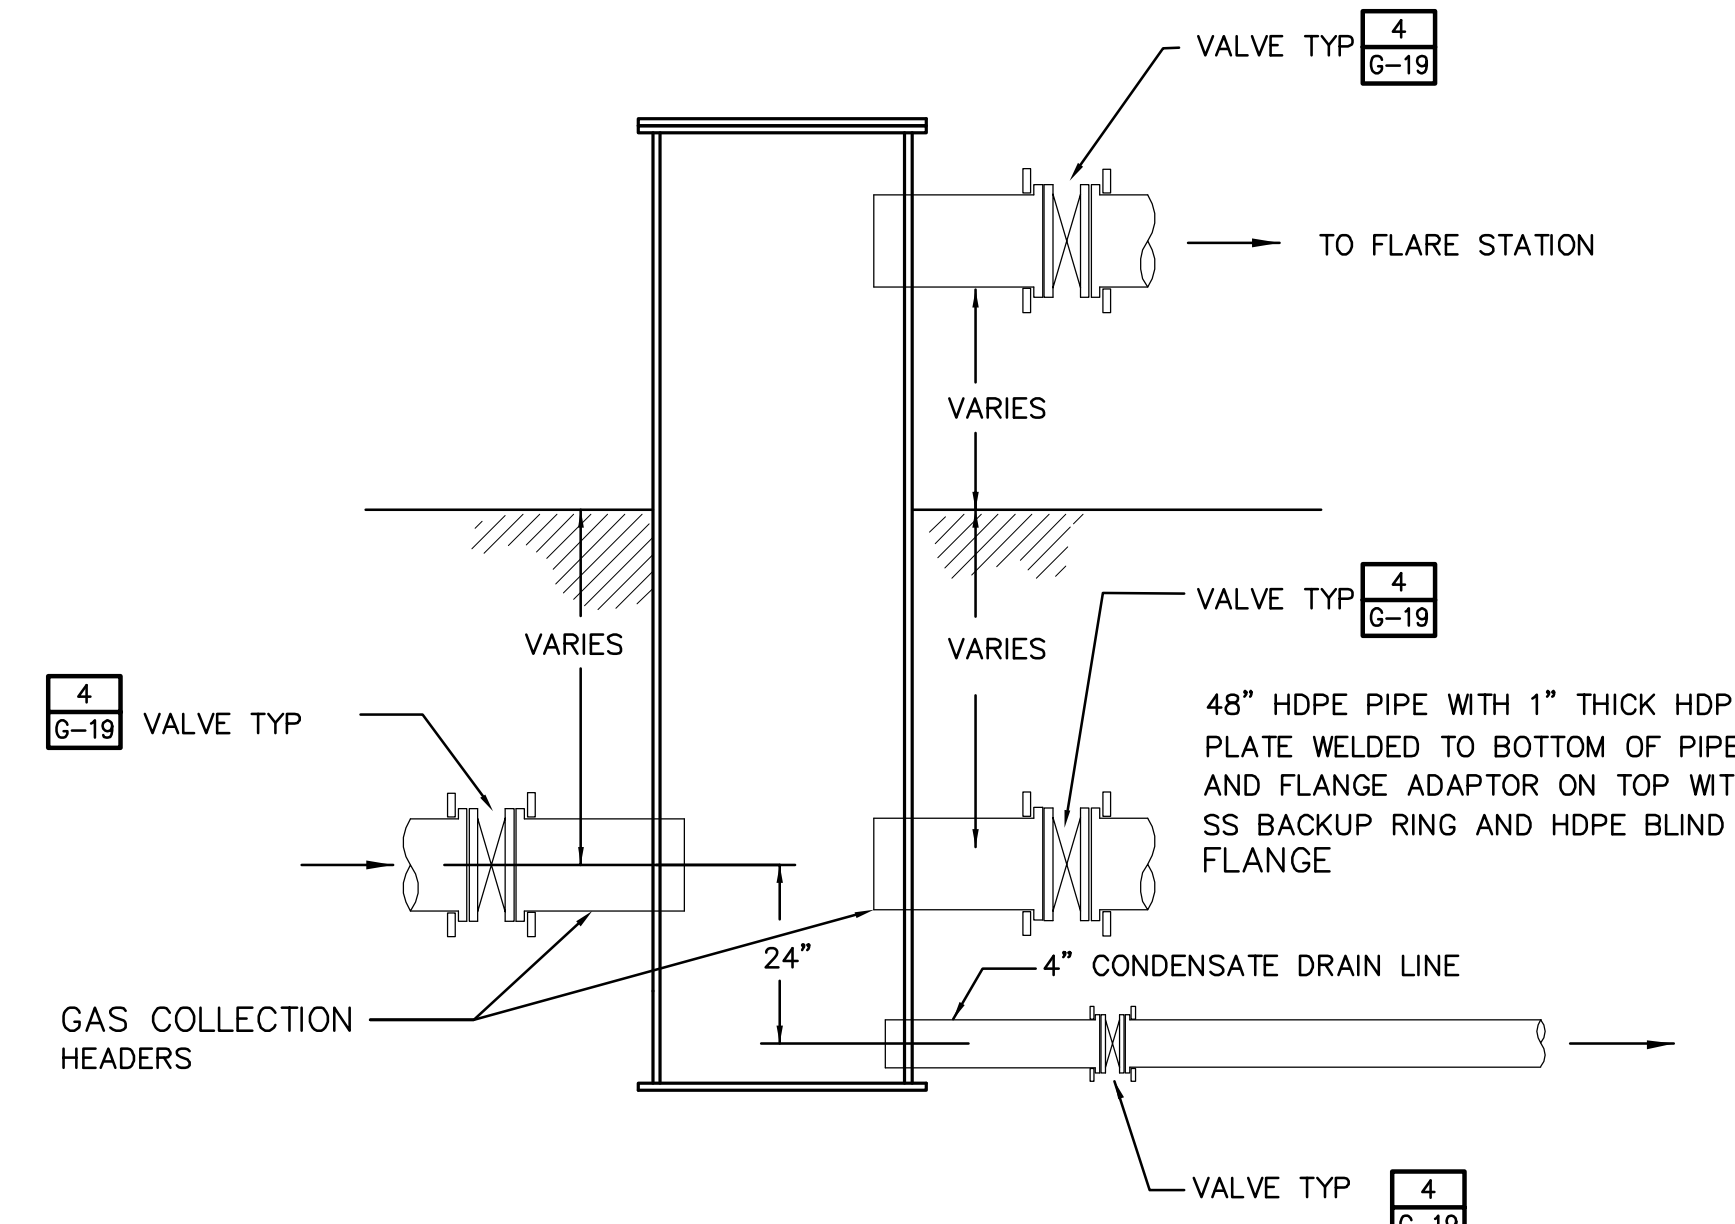 VALVE TYP
4
G-19
TO FLARE STATION
VARIES
VALVE TYP
4
G-19
VARIES
VARIES
4
G-19
VALVE TYP
48" HDPE PIPE WITH 1" THICK HDP
PLATE WELDED TO BOTTOM OF PIPE
AND FLANGE ADAPTOR ON TOP WIT
SS BACKUP RING AND HDPE BLIND
FLANGE
24"
4" CONDENSATE DRAIN LINE
GAS COLLECTION
HEADERS
VALVE TYP
4
G-19